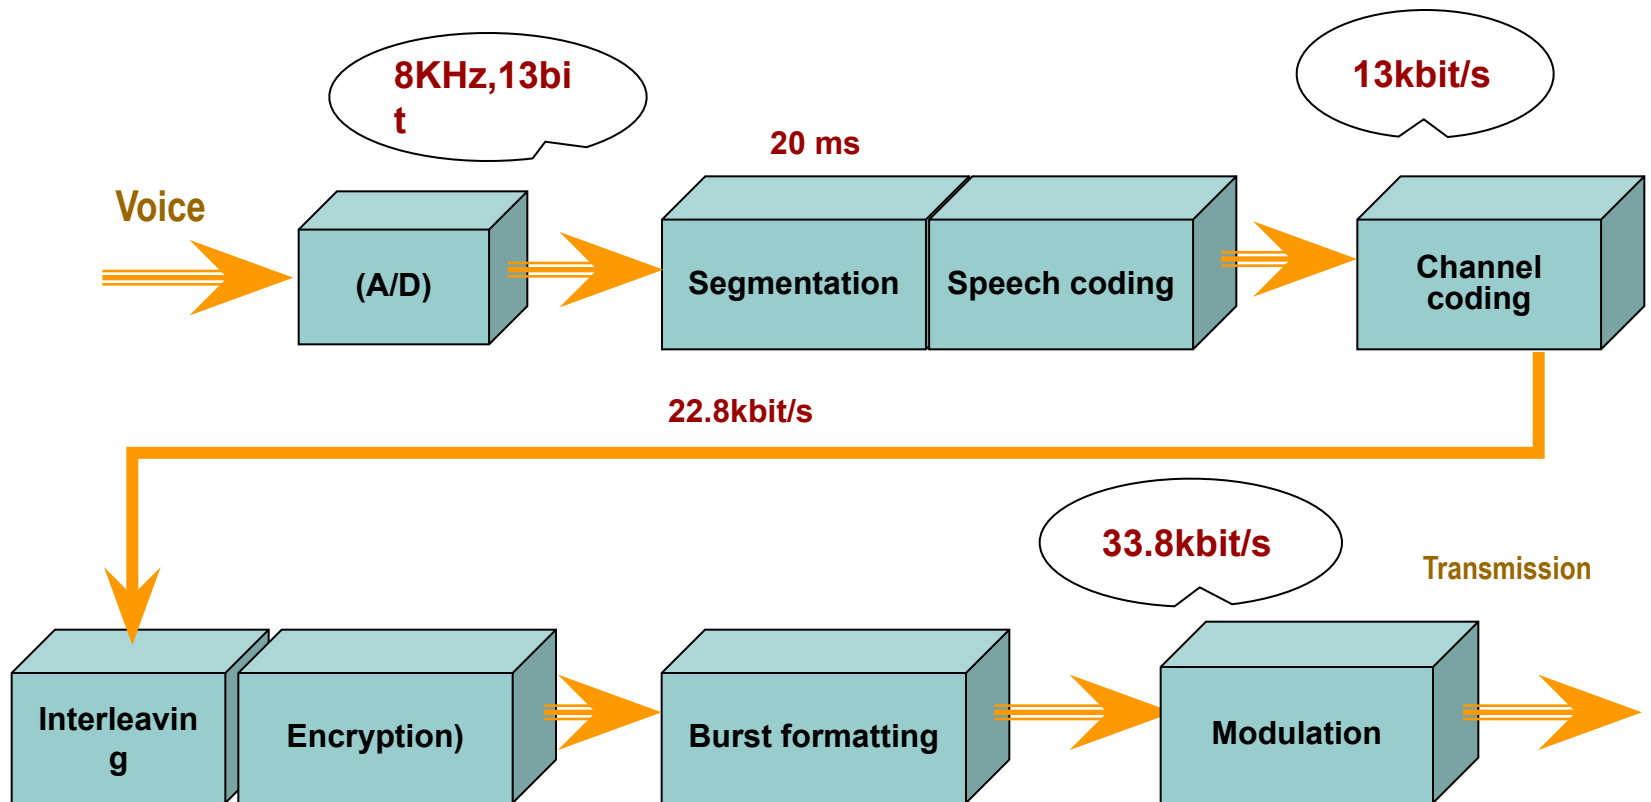 8KHz,13bi
t
13kbit/s
20 ms
Voice
(A/D)
Segmentation
Speech coding
Channel
coding
22.8kbit/s
33.8kbit/s
Transmission
Interleavin
g
Encryption)
Burst formatting
Modulation